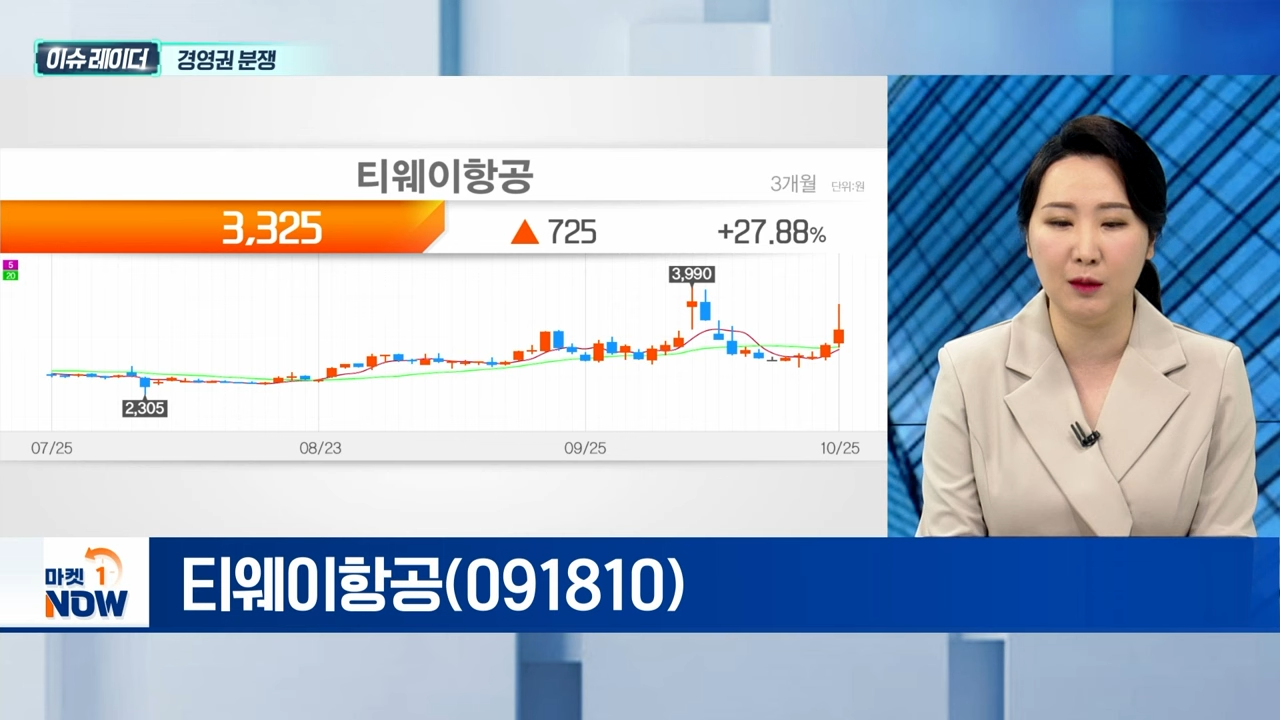 이슈 레이더 경영권 분쟁
티웨이항공
3개월 단위:원
3,325 ▲ 725 +27.88%
5
20
3,990
2,305
07/25 08/23 09/25 10/25
마켓 1
NOW
티웨이항공(091810)